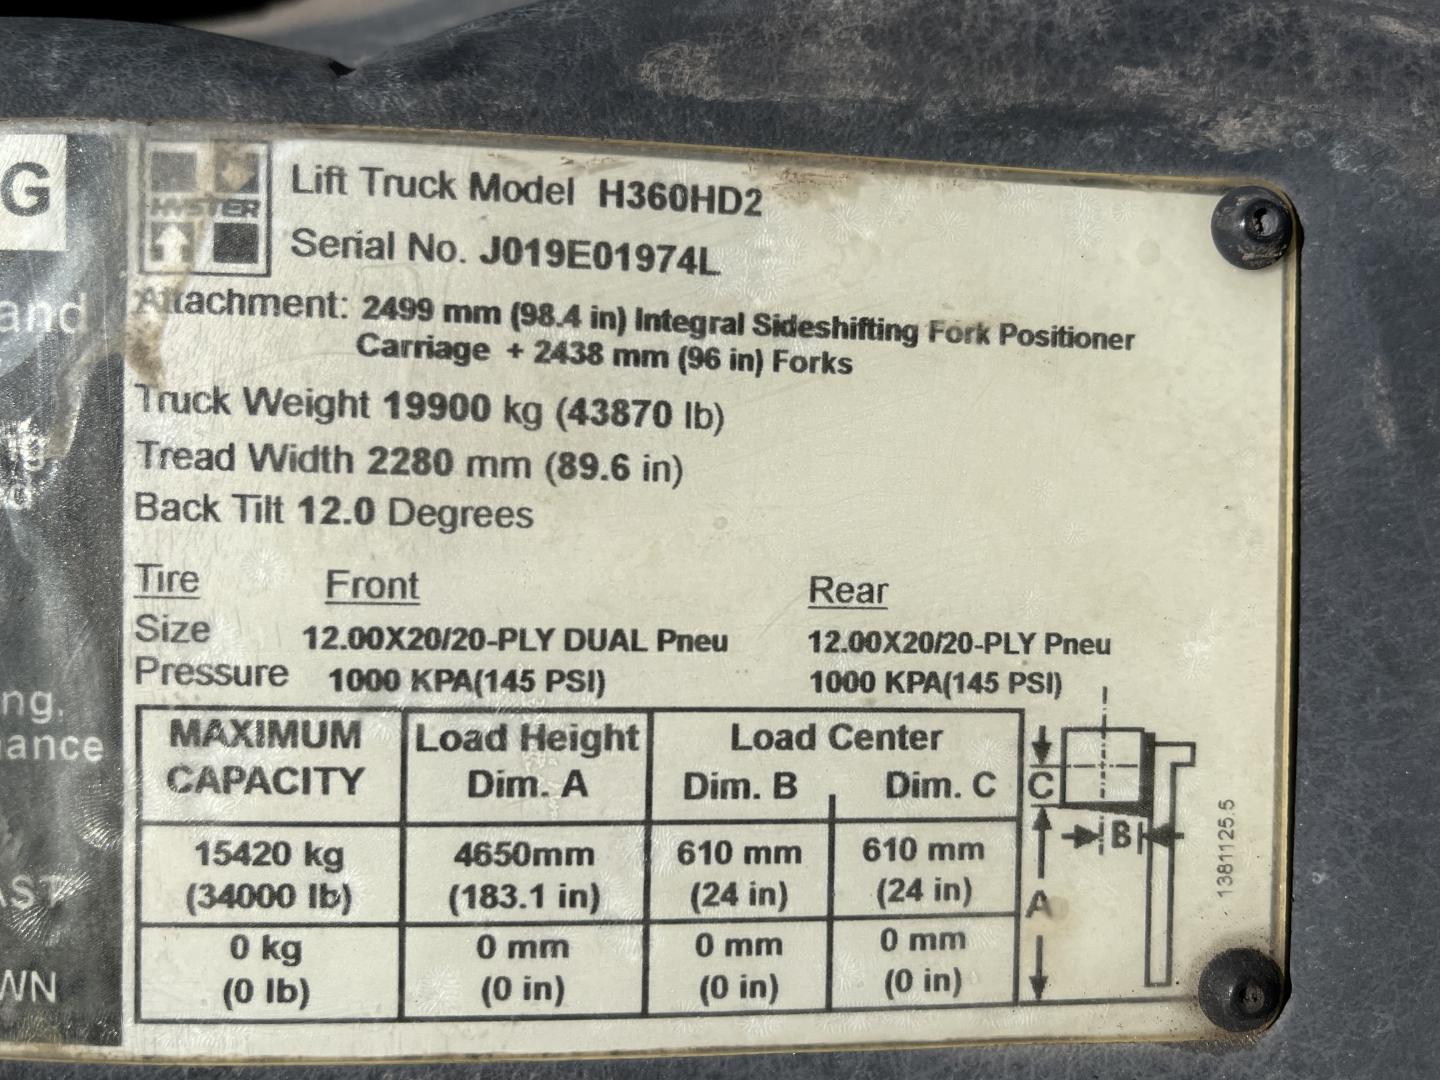 G
and
ng.
nance
AST
WN
HYSTER
Lift Truck Model H360HD2
Serial No. J019E01974L
Attachment: 2499 mm (98.4 in) Integral Sideshifting Fork Positioner
Carriage + 2438 mm (96 in) Forks
Truck Weight 19900 kg (43870 lb)
Tread Width 2280 mm (89.6 in)
Back Tilt 12.0 Degrees
Tire Front Rear
Size 12.00X20/20-PLY DUAL Pneu 12.00X20/20-PLY Pneu
Pressure 1000 KPA(145 PSI) 1000 KPA(145 PSI)
MAXIMUM Load Height Load Center
CAPACITY Dim. A Dim. B Dim. C
15420 kg 4650mm 610 mm 610 mm
(34000 lb) (183.1 in) (24 in) (24 in)
0 kg 0 mm 0 mm 0 mm
(0 lb) (0 in) (0 in) (0 in)
C
B
A
1381125.5